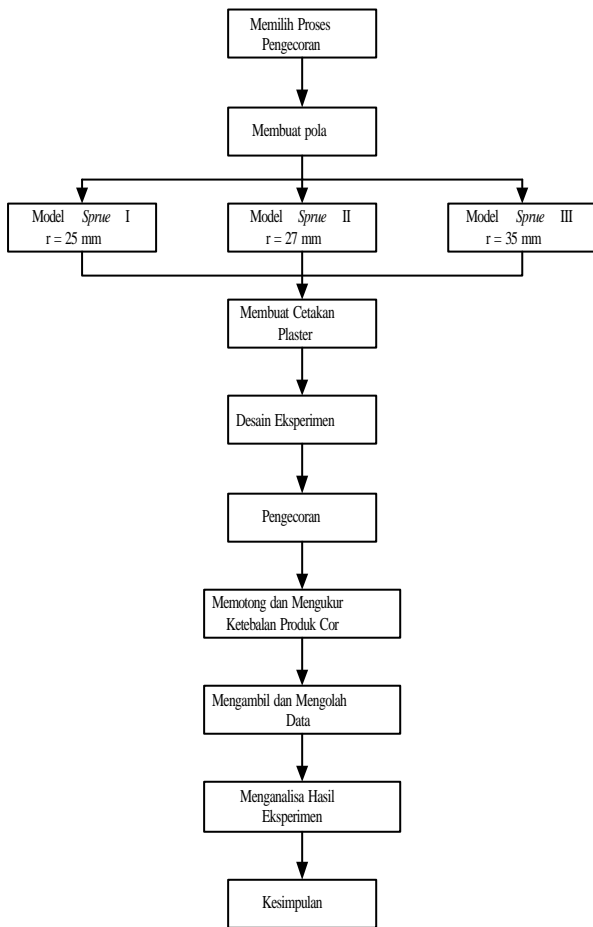 Memilih Proses
Pengecoran
Membuat pola
Model Sprue I
r = 25 mm
Model Sprue II
r = 27 mm
Model Sprue III
r = 35 mm
Membuat Cetakan
Plaster
Desain Eksperimen
Pengecoran
Memotong dan Mengukur
Ketebalan Produk Cor
Mengambil dan Mengolah
Data
Menganalisa Hasil
Eksperimen
Kesimpulan